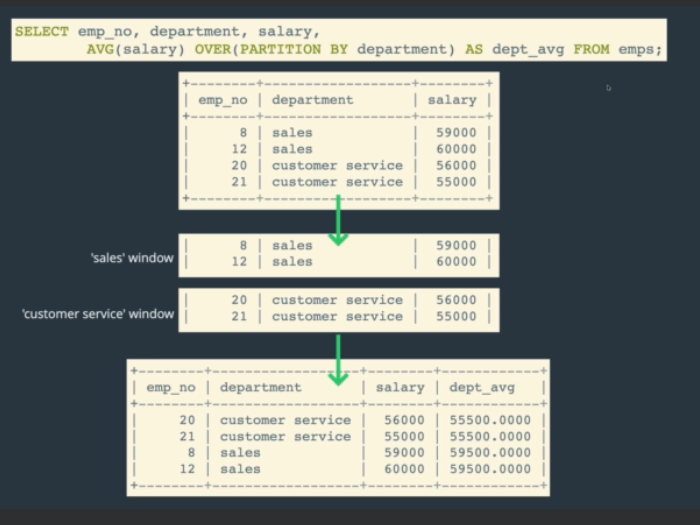 SELECT emp_no, department, salary,
AVG(salary) OVER(PARTITION BY department) AS dept_avg FROM emps;
+--------+------------------+--------+
| emp_no | department | salary |
+--------+------------------+--------+
| 8 | sales | 59000 |
| 12 | sales | 60000 |
| 20 | customer service | 56000 |
| 21 | customer service | 55000 |
+--------+------------------+--------+
| 8 | sales | 59000 |
'sales' window | 12 | sales | 60000 |
| 20 | customer service | 56000 |
'customer service' window | 21 | customer service | 55000 |
+--------+------------------+--------+------------+
| emp_no | department | salary | dept_avg |
+--------+------------------+--------+------------+
| 20 | customer service | 56000 | 55500.0000 |
| 21 | customer service | 55000 | 55500.0000 |
| 8 | sales | 59000 | 59500.0000 |
| 12 | sales | 60000 | 59500.0000 |
+--------+------------------+--------+------------+